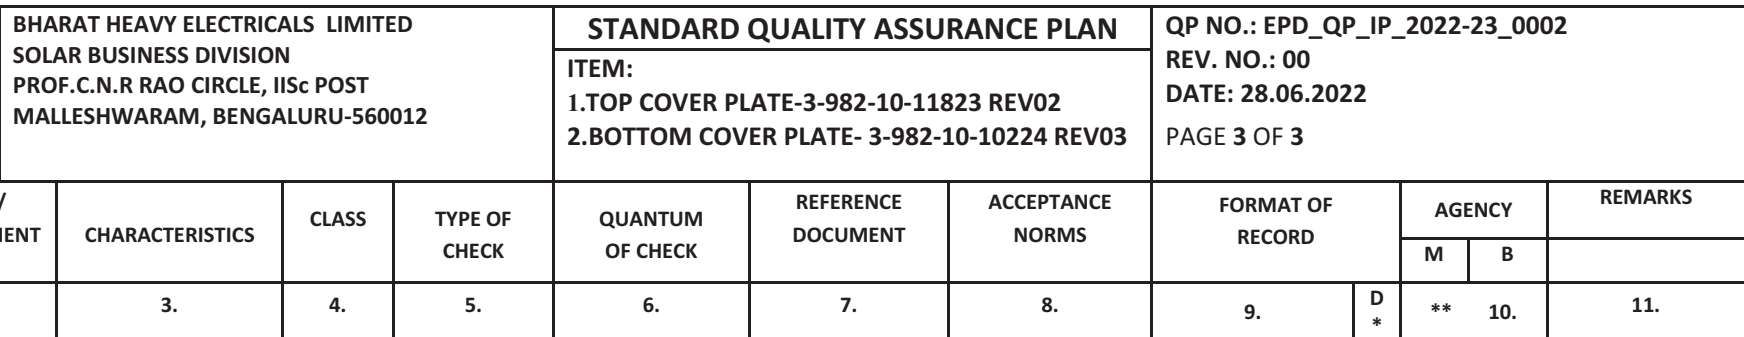 BHARAT HEAVY ELECTRICALS LIMITED
SOLAR BUSINESS DIVISION
PROF.C.N.R RAO CIRCLE, IISc POST
MALLESHWARAM, BENGALURU-560012
STANDARD QUALITY ASSURANCE PLAN
ITEM:
1.TOP COVER PLATE-3-982-10-11823 REV02
2.BOTTOM COVER PLATE- 3-982-10-10224 REV03
QP NO.: EPD_QP_IP_2022-23_0002
REV. NO.: 00
DATE: 28.06.2022
PAGE 3 OF 3
/
CHARACTERISTICS
CLASS
TYPE OF
CHECK
QUANTUM
OF CHECK
REFERENCE
DOCUMENT
ACCEPTANCE
NORMS
FORMAT OF
RECORD
AGENCY
M B
REMARKS
3. 4. 5. 6. 7. 8. 9. D
* ** 10. 11.